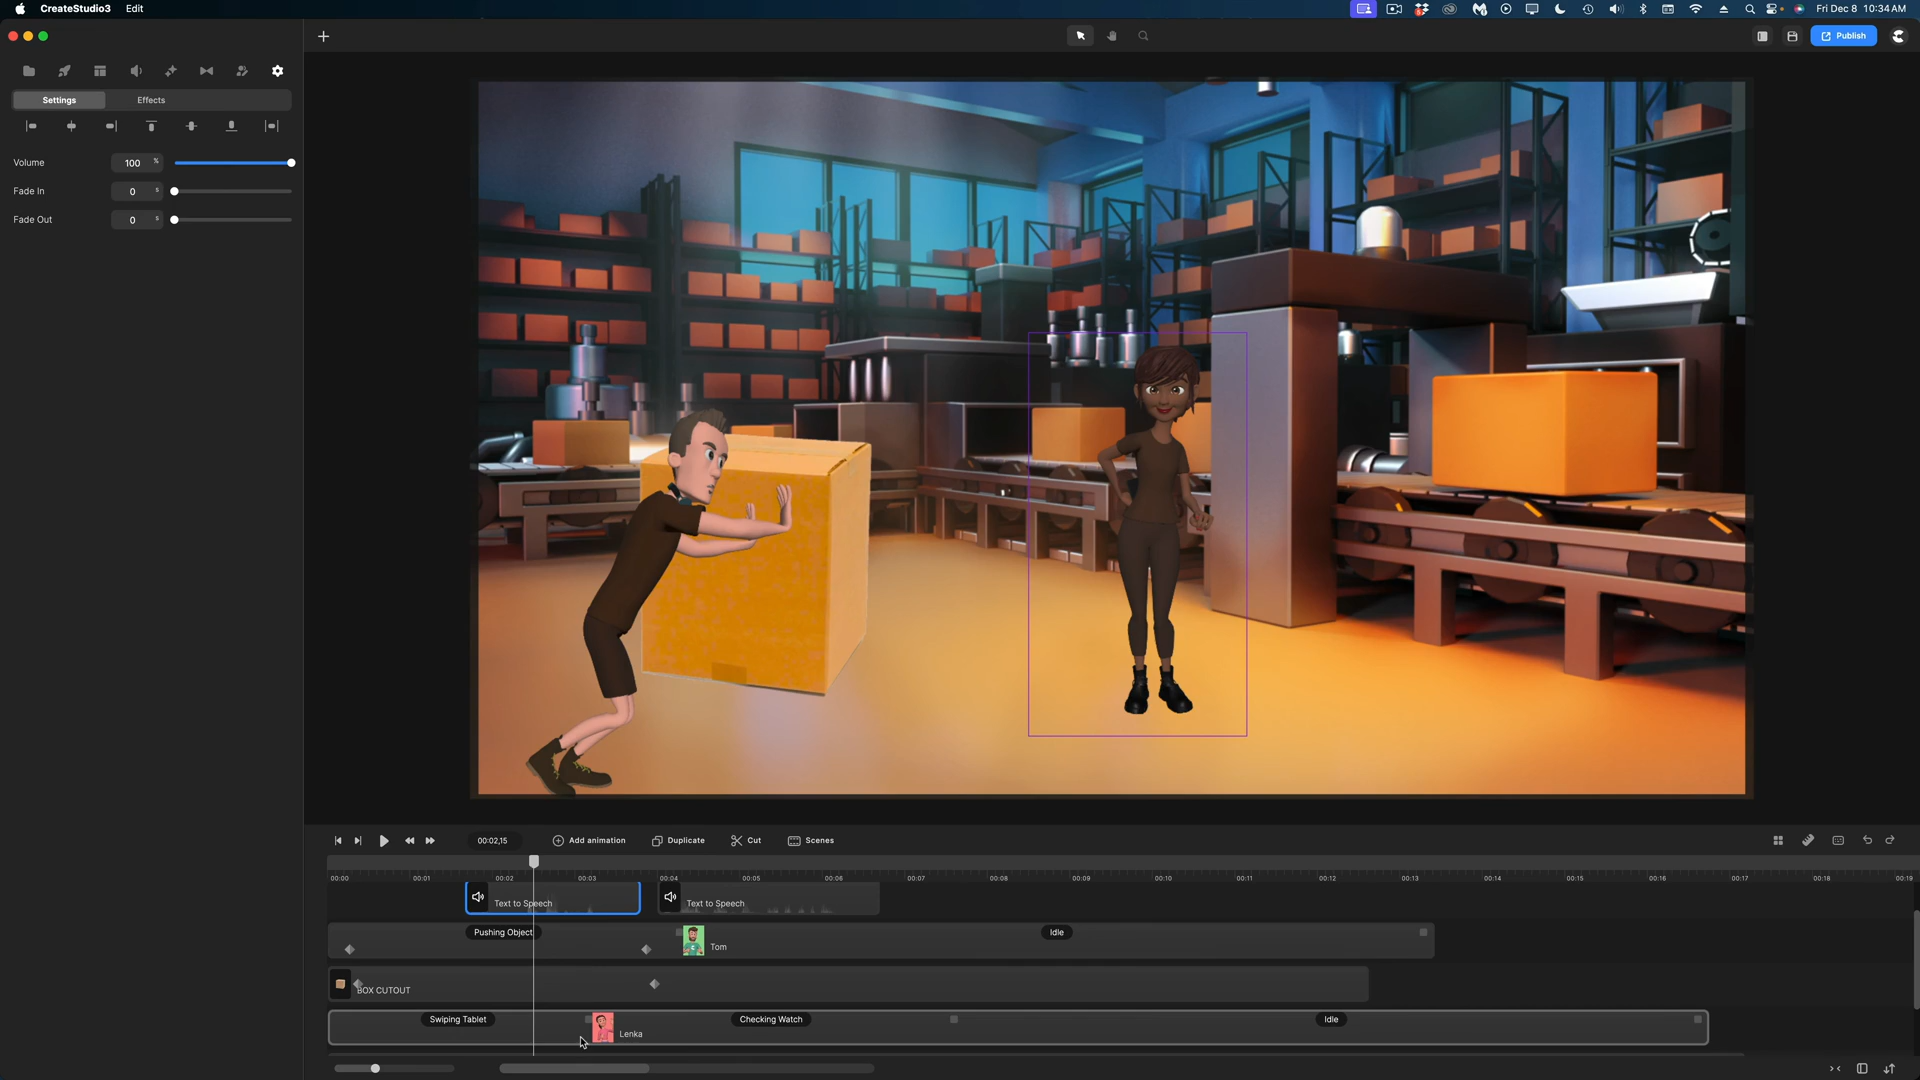 CreateStudio3 Edit
Fri Dec 8 10:34 AM
Publish
Settings Effects
Volume 100 %
Fade In 0 s
Fade Out 0 s
00:02,15 Add animation Duplicate Cut Scenes
00:00 00:01 00:02 00:03 00:04 00:05 00:06 00:07 00:08 00:09 00:10 00:11 00:12 00:13 00:14 00:15 00:16 00:17 00:18 00:19
Text to Speech Text to Speech
Pushing Object Tom Idle
BOX CUTOUT
Swiping Tablet Lenka Checking Watch Idle